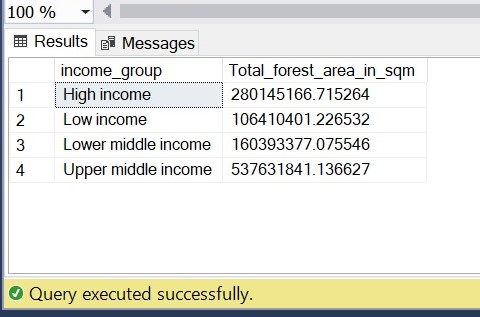 100 %
Results Messages
income_group Total_forest_area_in_sqm
1 High income 280145166.715264
2 Low income 106410401.226532
3 Lower middle income 160393377.075546
4 Upper middle income 537631841.136627
Query executed successfully.